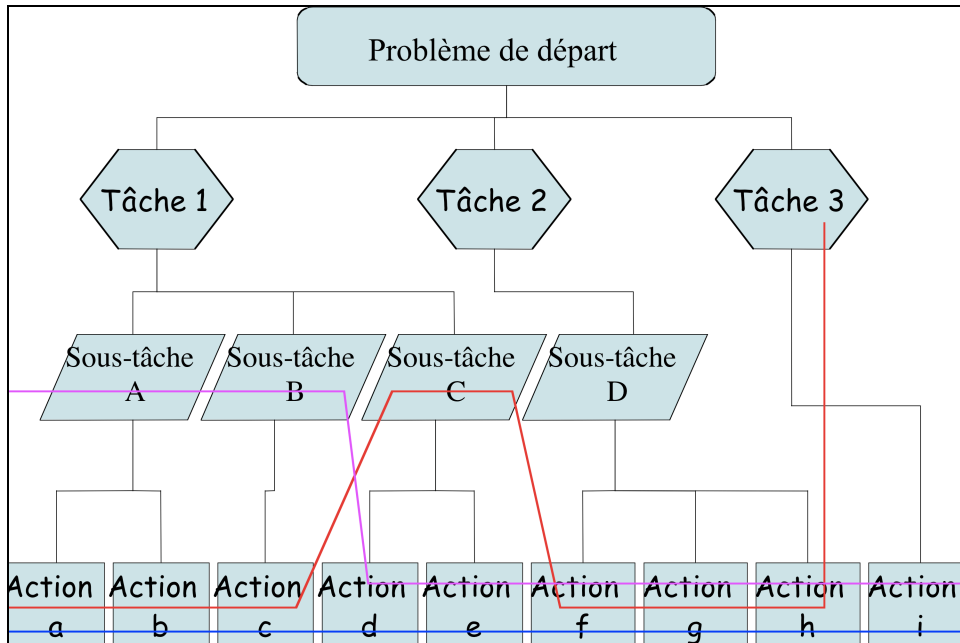 Problème de départ
Tâche 1
Tâche 2
Tâche 3
Sous-tâche
A
Sous-tâche
B
Sous-tâche
C
Sous-tâche
D
Action
a
Action
b
Action
c
Action
d
Action
e
Action
f
Action
g
Action
h
Action
i